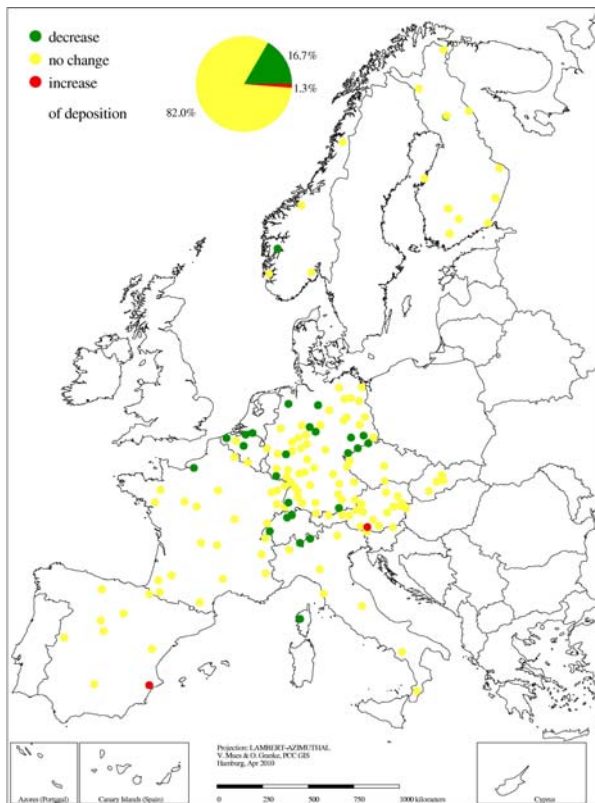 decrease
no change
increase
of deposition
16.7%
1.3%
82.0%
Projection: LAMBERT-AZIMUTHAL
V. Mues & O. Granke, PCC GIS
Hamburg, Apr 2010
0 250 500 750 1000 kilometers
Azores (Portugal)
Canary Islands (Spain)
Cyprus